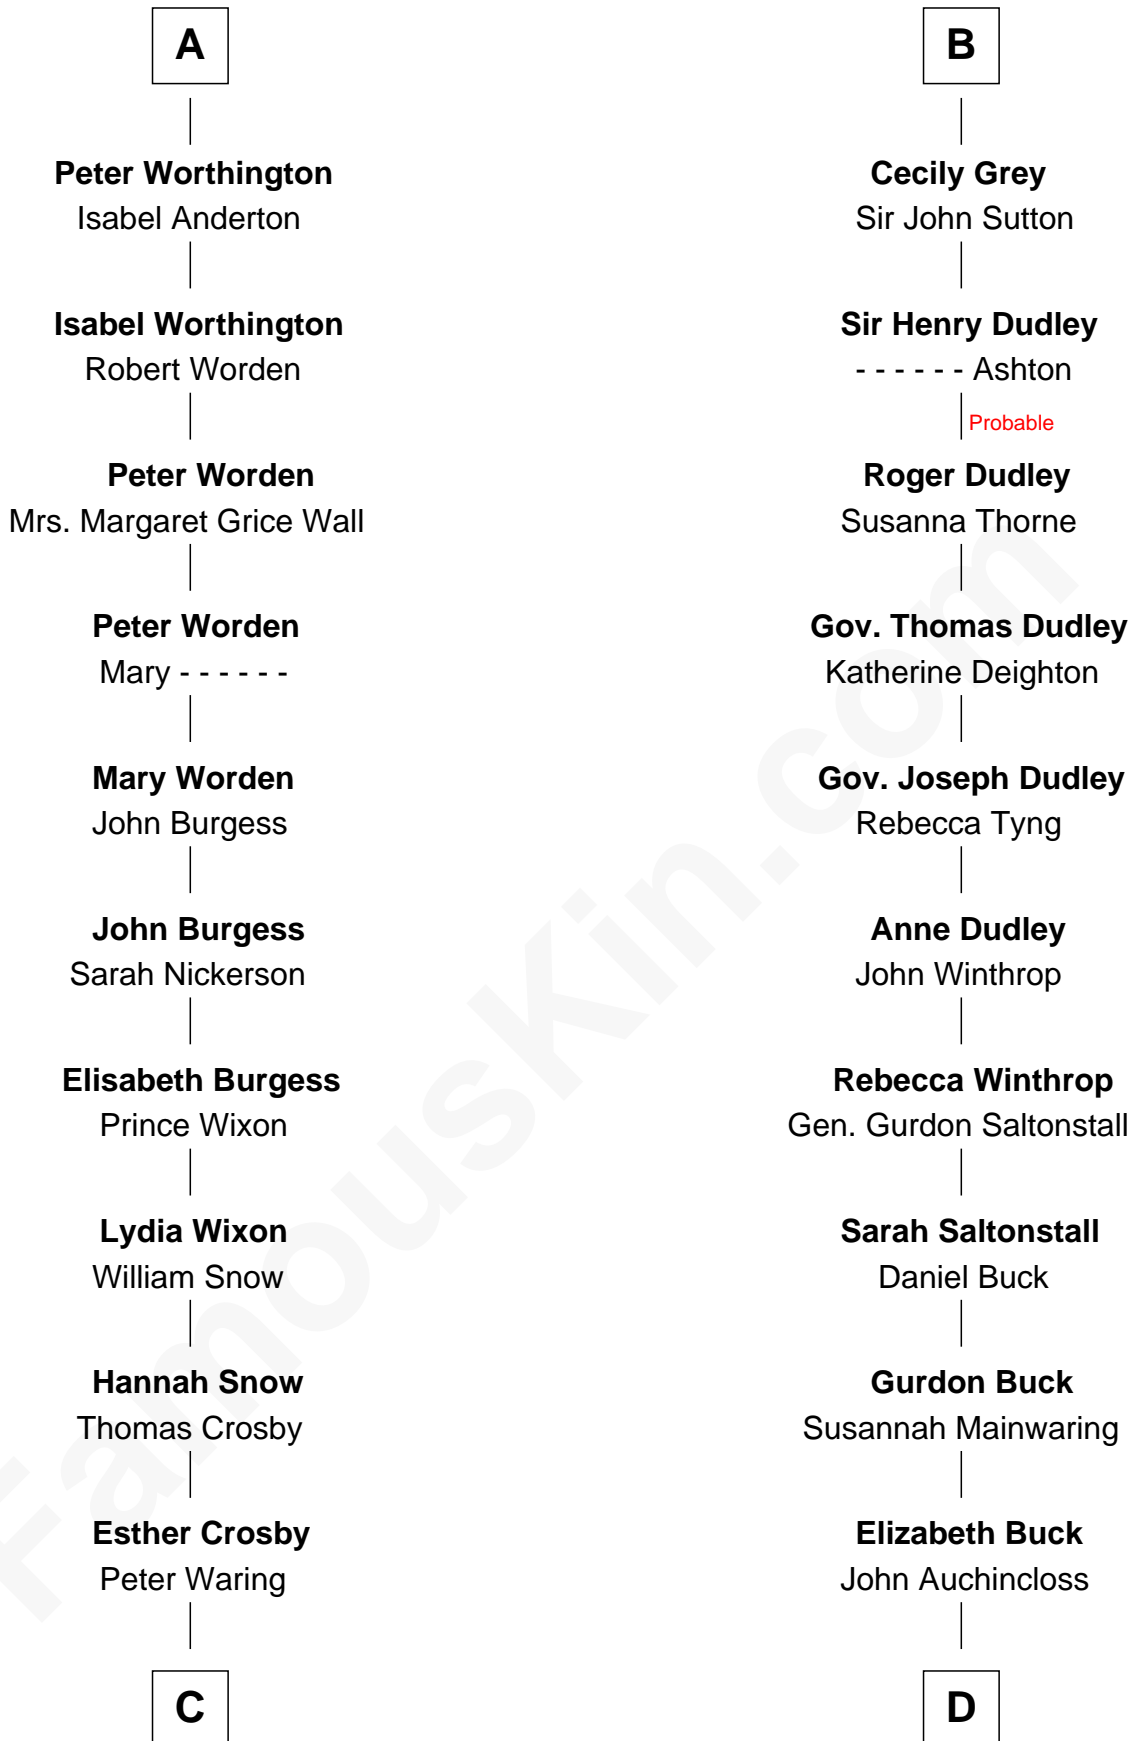 A
Peter Worthington
Isabel Anderton
Isabel Worthington
Robert Worden
Peter Worden
Mrs. Margaret Grice Wall
Peter Worden
Mary - - - - - -
Mary Worden
John Burgess
John Burgess
Sarah Nickerson
Elisabeth Burgess
Prince Wixon
Lydia Wixon
William Snow
Hannah Snow
Thomas Crosby
Esther Crosby
Peter Waring
C
B
Cecily Grey
Sir John Sutton
Sir Henry Dudley
- - - - - - Ashton
Probable
Roger Dudley
Susanna Thorne
Gov. Thomas Dudley
Katherine Deighton
Gov. Joseph Dudley
Rebecca Tyng
Anne Dudley
John Winthrop
Rebecca Winthrop
Gen. Gurdon Saltonstall
Sarah Saltonstall
Daniel Buck
Gurdon Buck
Susannah Mainwaring
Elizabeth Buck
John Auchincloss
D
FamousKin.com